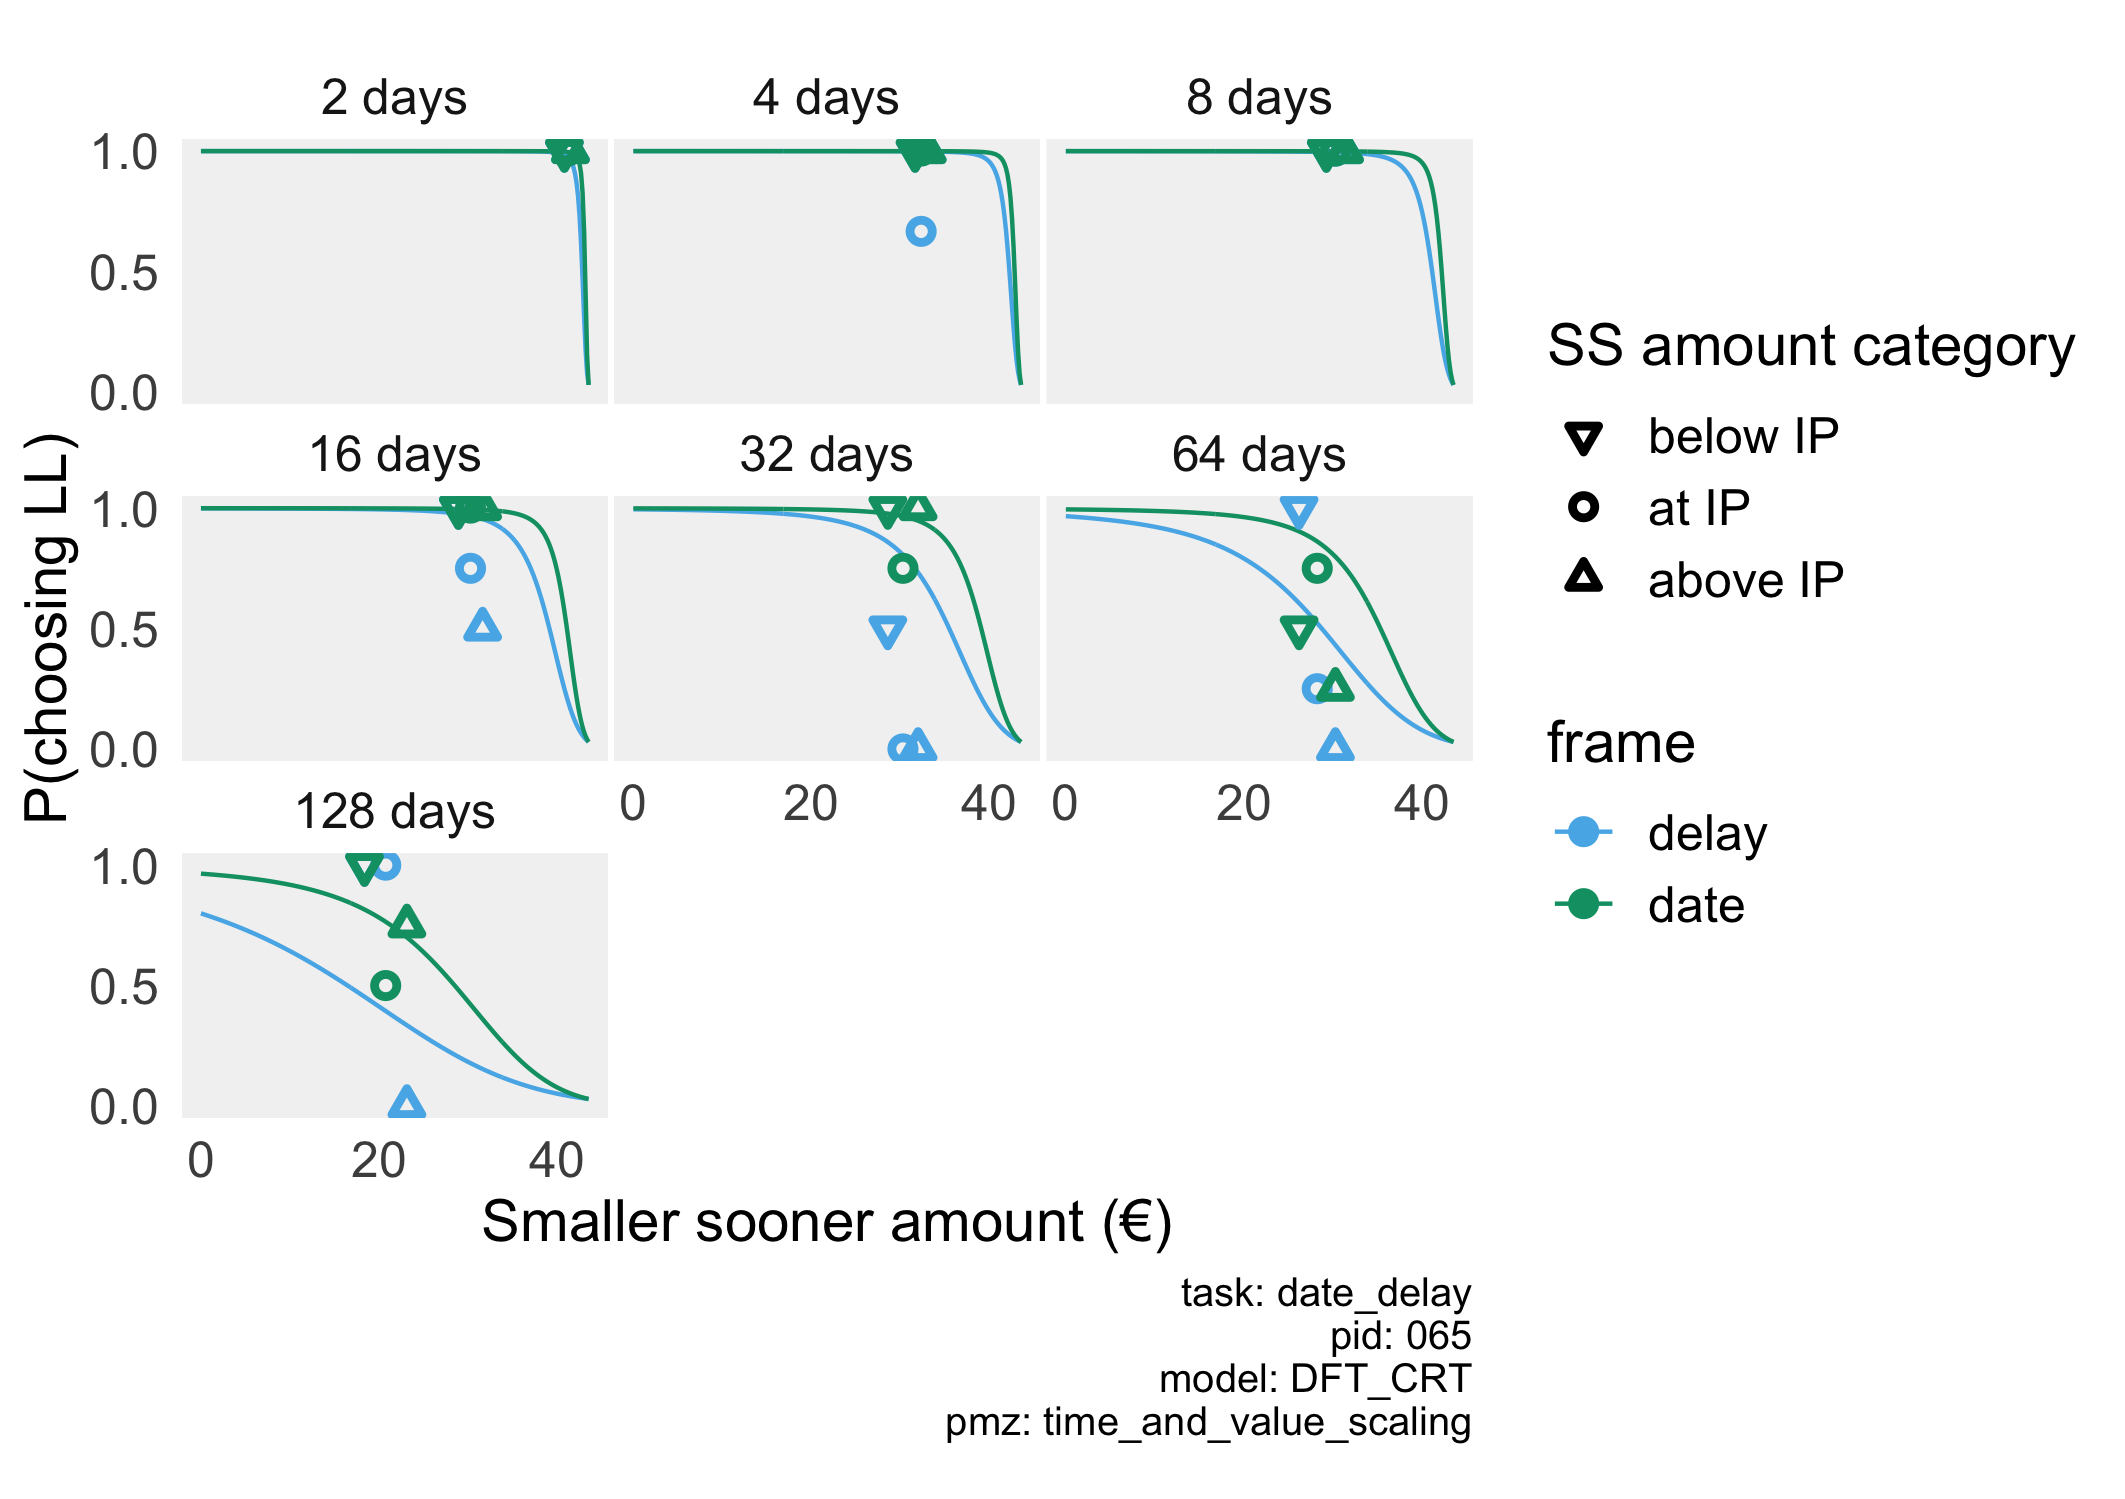 2 days
4 days
8 days
1.0
0.5
0.0
16 days
32 days
64 days
1.0
0.5
0.0
0
20
40
0
20
40
128 days
1.0
0.5
0.0
0
20
40
P(choosing LL)
Smaller sooner amount (€)
SS amount category
below IP
at IP
above IP
frame
delay
date
task: date_delay
pid: 065
model: DFT_CRT
pmz: time_and_value_scaling